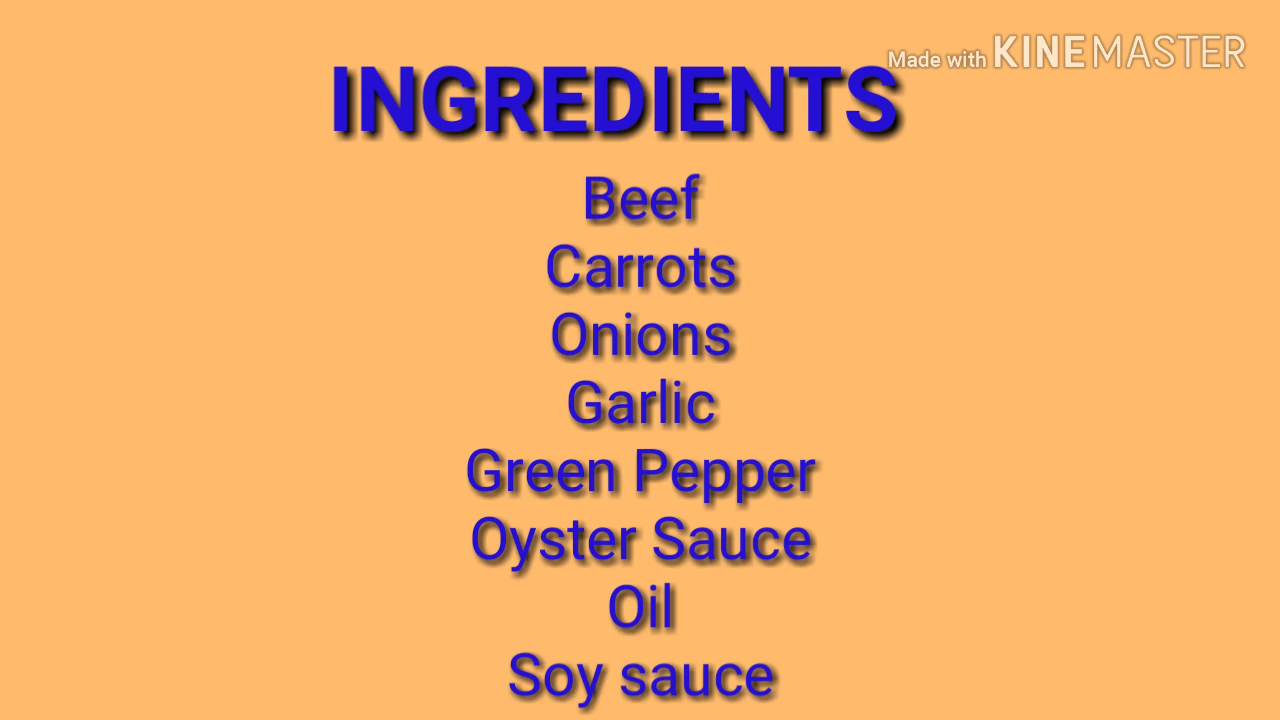 Made with KINEMASTER
INGREDIENTS
Beef
Carrots
Onions
Garlic
Green Pepper
Oyster Sauce
Oil
Soy sauce